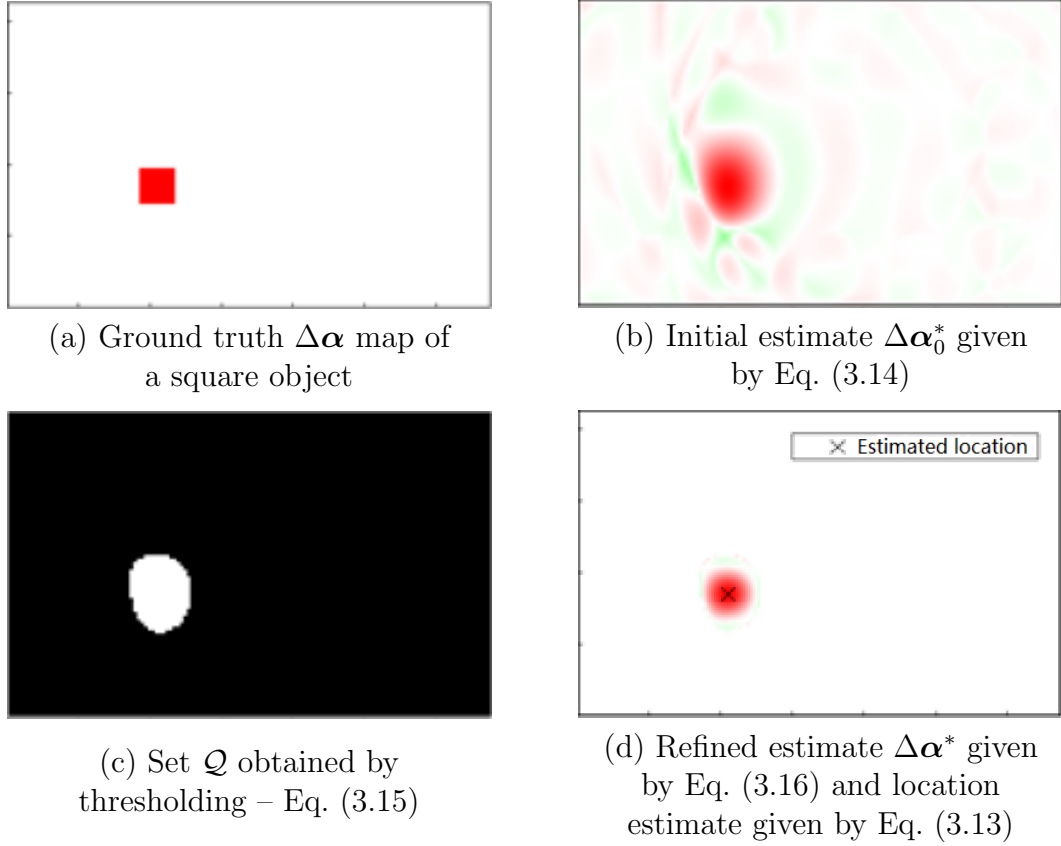 (a) Ground truth Δα map of
a square object
(b) Initial estimate Δα₀* given
by Eq. (3.14)
Estimated location
(c) Set 𝒬 obtained by
thresholding – Eq. (3.15)
(d) Refined estimate Δα* given
by Eq. (3.16) and location
estimate given by Eq. (3.13)